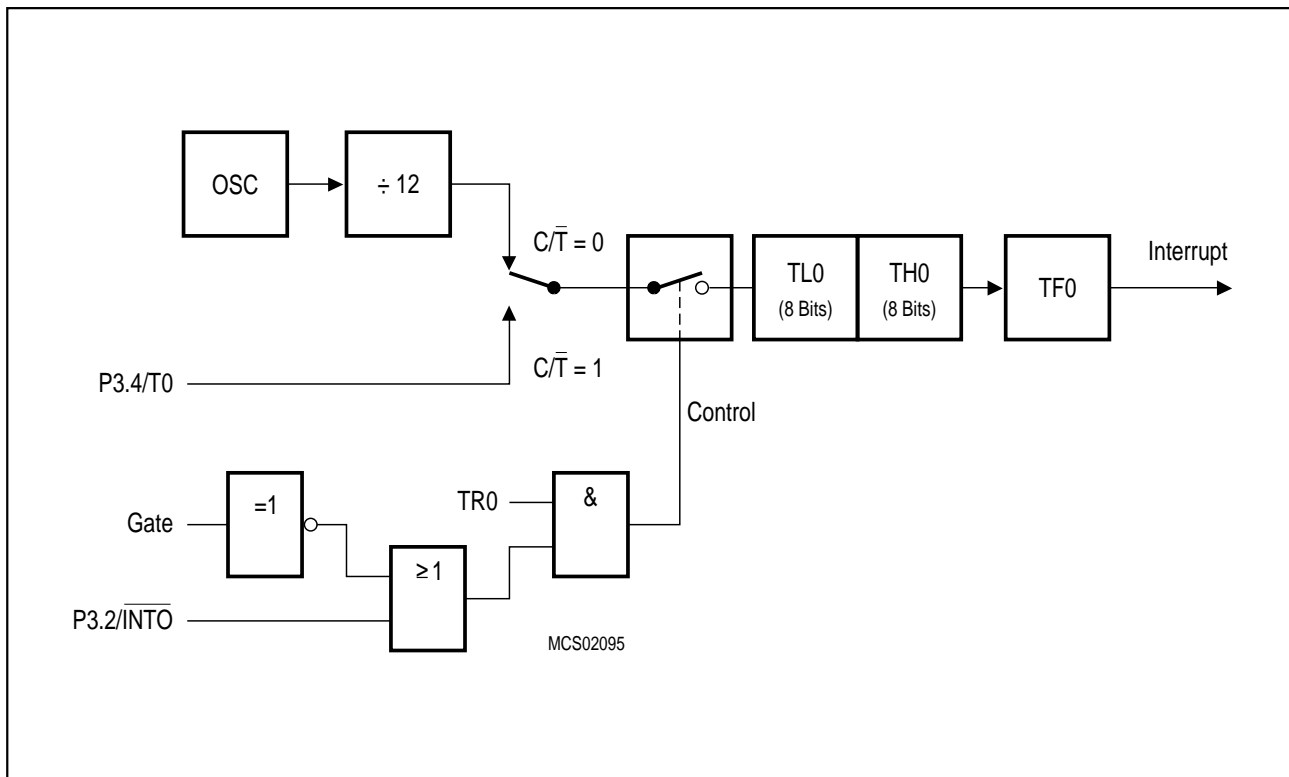 OSC
÷ 12
C/T̅ = 0
TL0
(8 Bits)
TH0
(8 Bits)
TF0
Interrupt
P3.4/T0
C/T̅ = 1
Control
Gate
=1
TR0
&
≥ 1
P3.2/I̅N̅T̅O̅
MCS02095